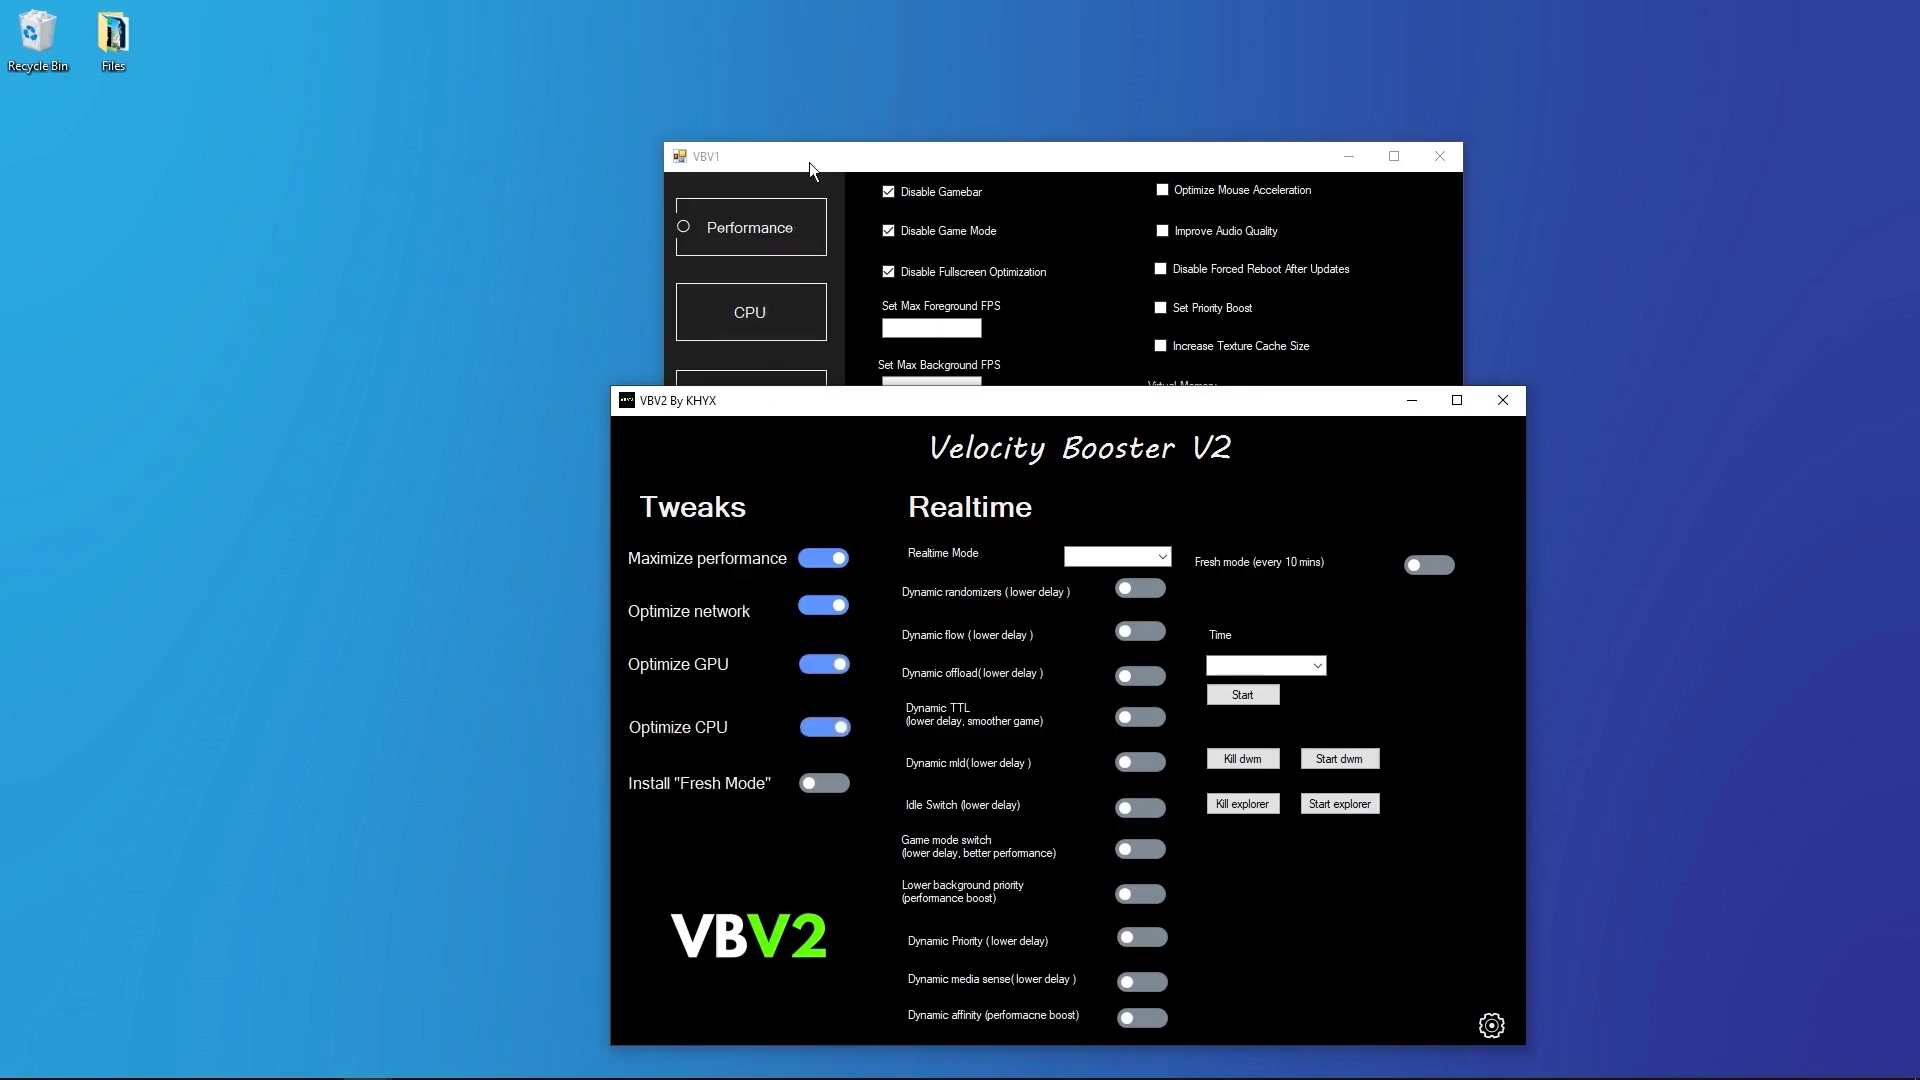 Recycle Bin
Files
VBV1
Performance
CPU
Disable Gamebar
Disable Game Mode
Disable Fullscreen Optimization
Set Max Foreground FPS
Set Max Background FPS
Optimize Mouse Acceleration
Improve Audio Quality
Disable Forced Reboot After Updates
Set Priority Boost
Increase Texture Cache Size
Virtual Memory
VBV2 By KHYX
Velocity Booster V2
Tweaks
Maximize performance
Optimize network
Optimize GPU
Optimize CPU
Install "Fresh Mode"
VBV2
Realtime
Realtime Mode
Dynamic randomizers ( lower delay )
Dynamic flow ( lower delay )
Dynamic offload( lower delay )
Dynamic TTL
(lower delay, smoother game)
Dynamic mld( lower delay )
Idle Switch (lower delay)
Game mode switch
(lower delay, better performance)
Lower background priority
(performance boost)
Dynamic Priority ( lower delay)
Dynamic media sense( lower delay )
Dynamic affinity (performacne boost)
Fresh mode (every 10 mins)
Time
Start
Kill dwm
Start dwm
Kill explorer
Start explorer